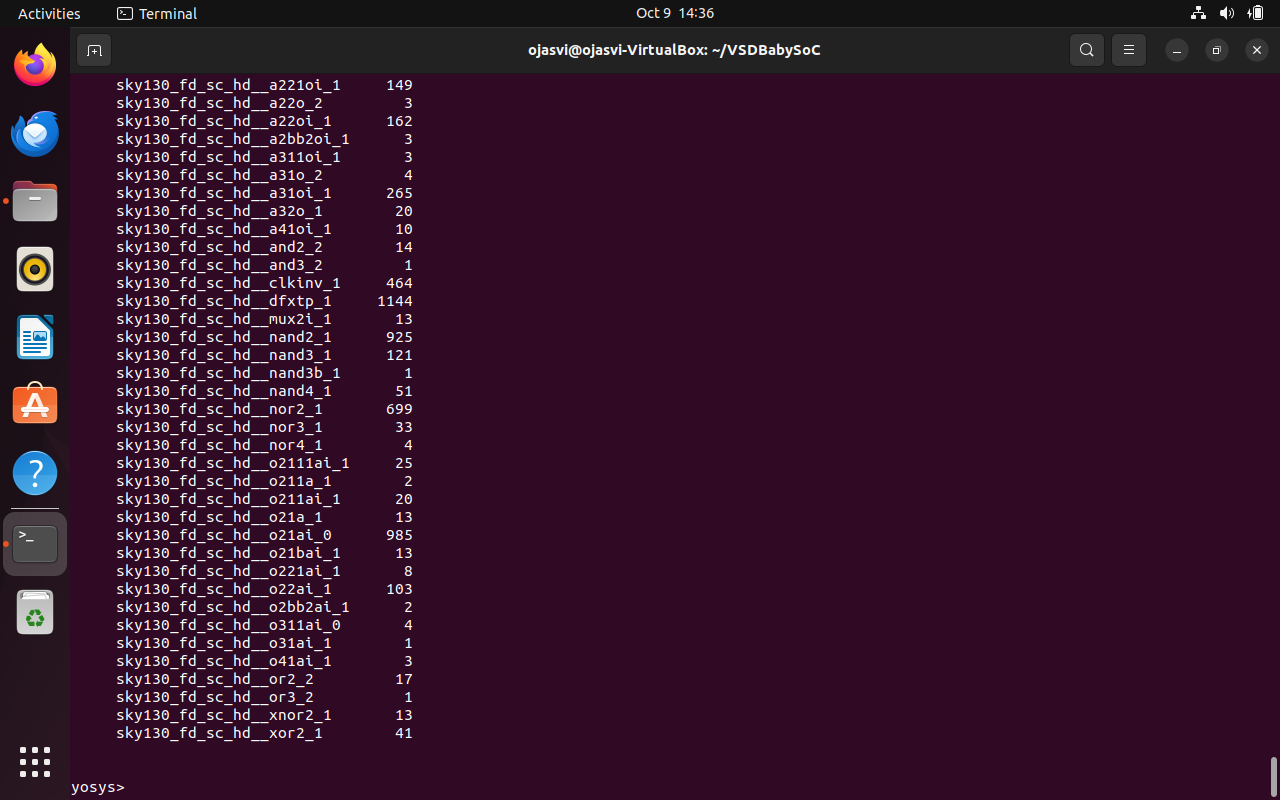 Activities
Terminal
Oct 9 14:36
ojasvi@ojasvi-VirtualBox: ~/VSDBabySoC
sky130_fd_sc_hd__a221oi_1 149
sky130_fd_sc_hd__a22o_2 3
sky130_fd_sc_hd__a22oi_1 162
sky130_fd_sc_hd__a2bb2oi_1 3
sky130_fd_sc_hd__a311oi_1 3
sky130_fd_sc_hd__a31o_2 4
sky130_fd_sc_hd__a31oi_1 265
sky130_fd_sc_hd__a32o_1 20
sky130_fd_sc_hd__a41oi_1 10
sky130_fd_sc_hd__and2_2 14
sky130_fd_sc_hd__and3_2 1
sky130_fd_sc_hd__clkinv_1 464
sky130_fd_sc_hd__dfxtp_1 1144
sky130_fd_sc_hd__mux2i_1 13
sky130_fd_sc_hd__nand2_1 925
sky130_fd_sc_hd__nand3_1 121
sky130_fd_sc_hd__nand3b_1 1
sky130_fd_sc_hd__nand4_1 51
sky130_fd_sc_hd__nor2_1 699
sky130_fd_sc_hd__nor3_1 33
sky130_fd_sc_hd__nor4_1 4
sky130_fd_sc_hd__o2111ai_1 25
sky130_fd_sc_hd__o211a_1 2
sky130_fd_sc_hd__o211ai_1 20
sky130_fd_sc_hd__o21a_1 13
sky130_fd_sc_hd__o21ai_0 985
sky130_fd_sc_hd__o21bai_1 13
sky130_fd_sc_hd__o221ai_1 8
sky130_fd_sc_hd__o22ai_1 103
sky130_fd_sc_hd__o2bb2ai_1 2
sky130_fd_sc_hd__o311ai_0 4
sky130_fd_sc_hd__o31ai_1 1
sky130_fd_sc_hd__o41ai_1 3
sky130_fd_sc_hd__or2_2 17
sky130_fd_sc_hd__or3_2 1
sky130_fd_sc_hd__xnor2_1 13
sky130_fd_sc_hd__xor2_1 41
yosys>